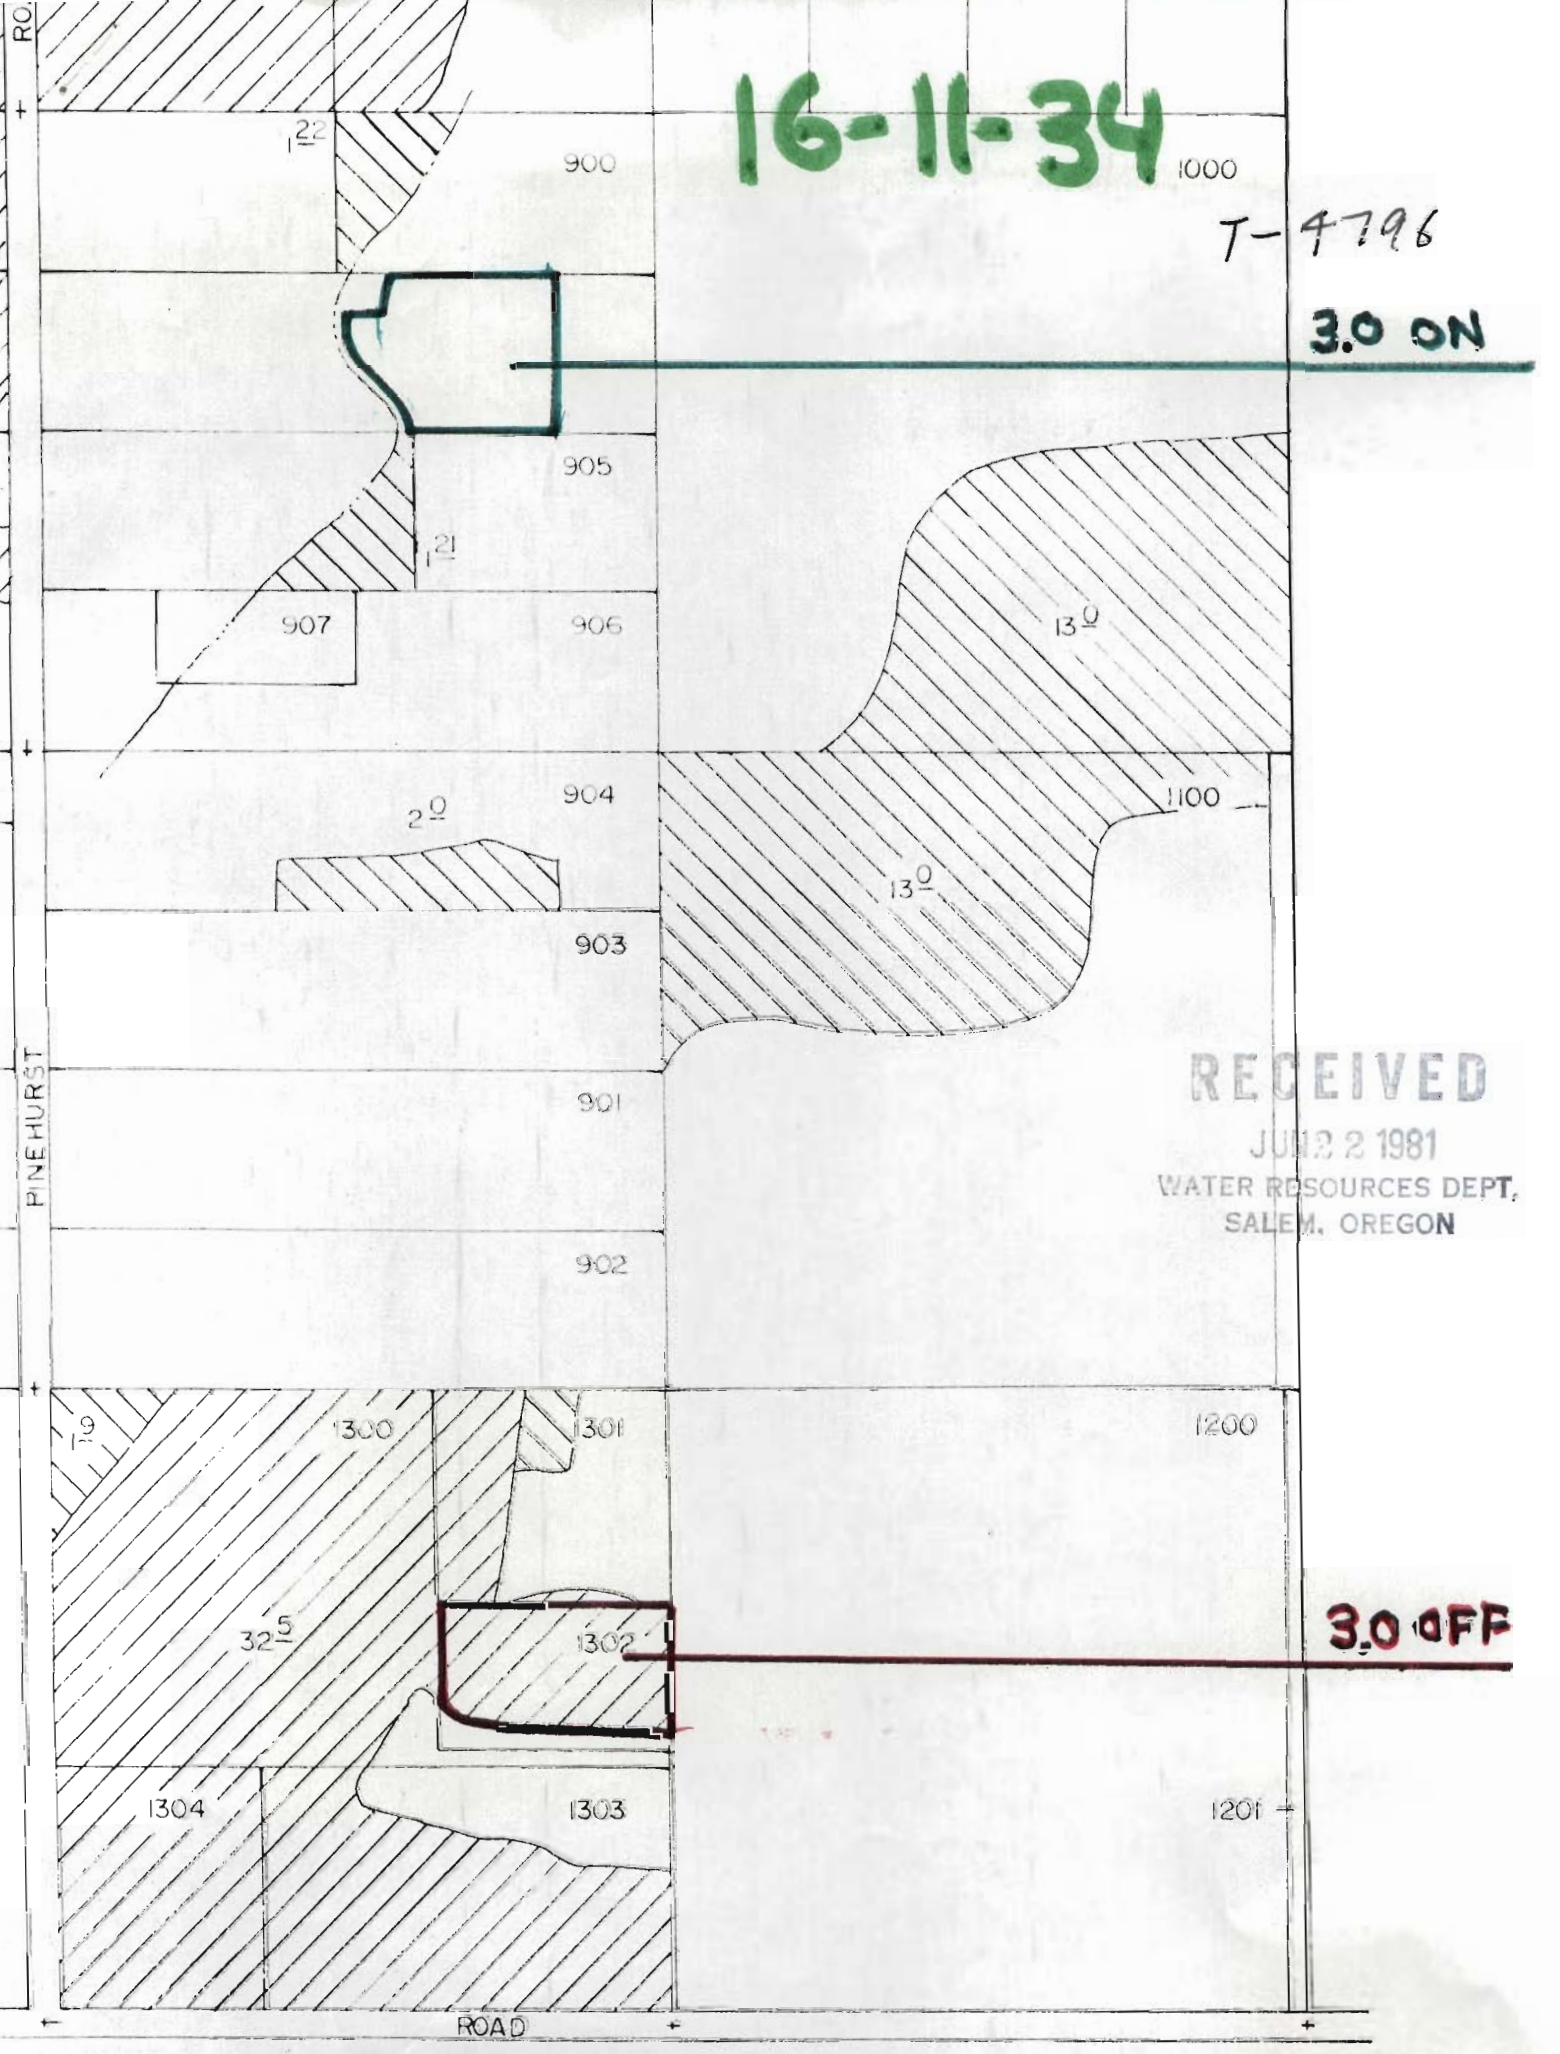 RO
16-11-34
1 22
900
1000
T-4796
3.0 ON
905
1 21
907
906
13 0
904
2 0
1100
13 0
903
RECEIVED
JUN 22 1981
WATER RESOURCES DEPT.
SALEM, OREGON
PINEHURST
901
902
1 9
1300
1301
1200
32 5
1302
3.0 OFF
1304
1303
1201
ROAD